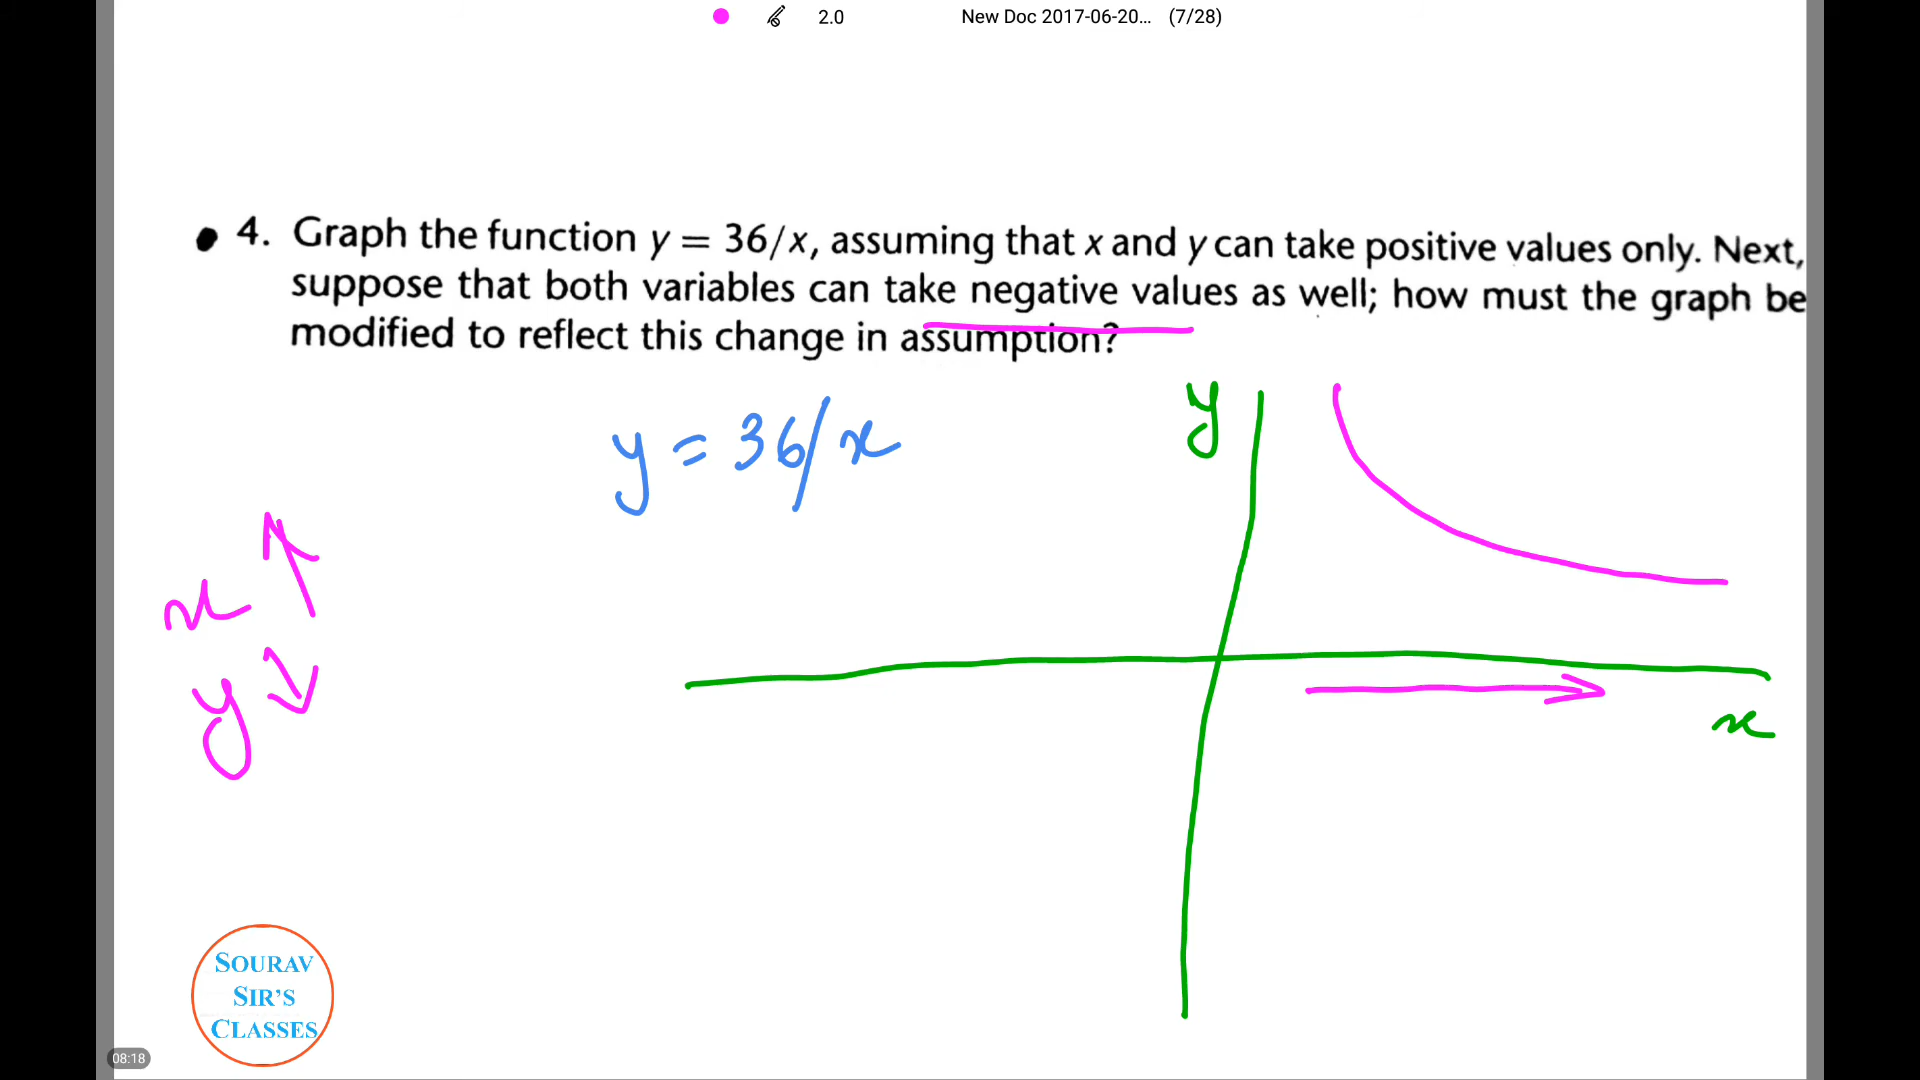 2.0 New Doc 2017-06-20... (7/28)
4. Graph the function y = 36/x, assuming that x and y can take positive values only. Next,
suppose that both variables can take negative values as well; how must the graph be
modified to reflect this change in assumption?
y
y = 36/x
x ↑
y ↓
x
SOURAV
SIR'S
CLASSES
08:18